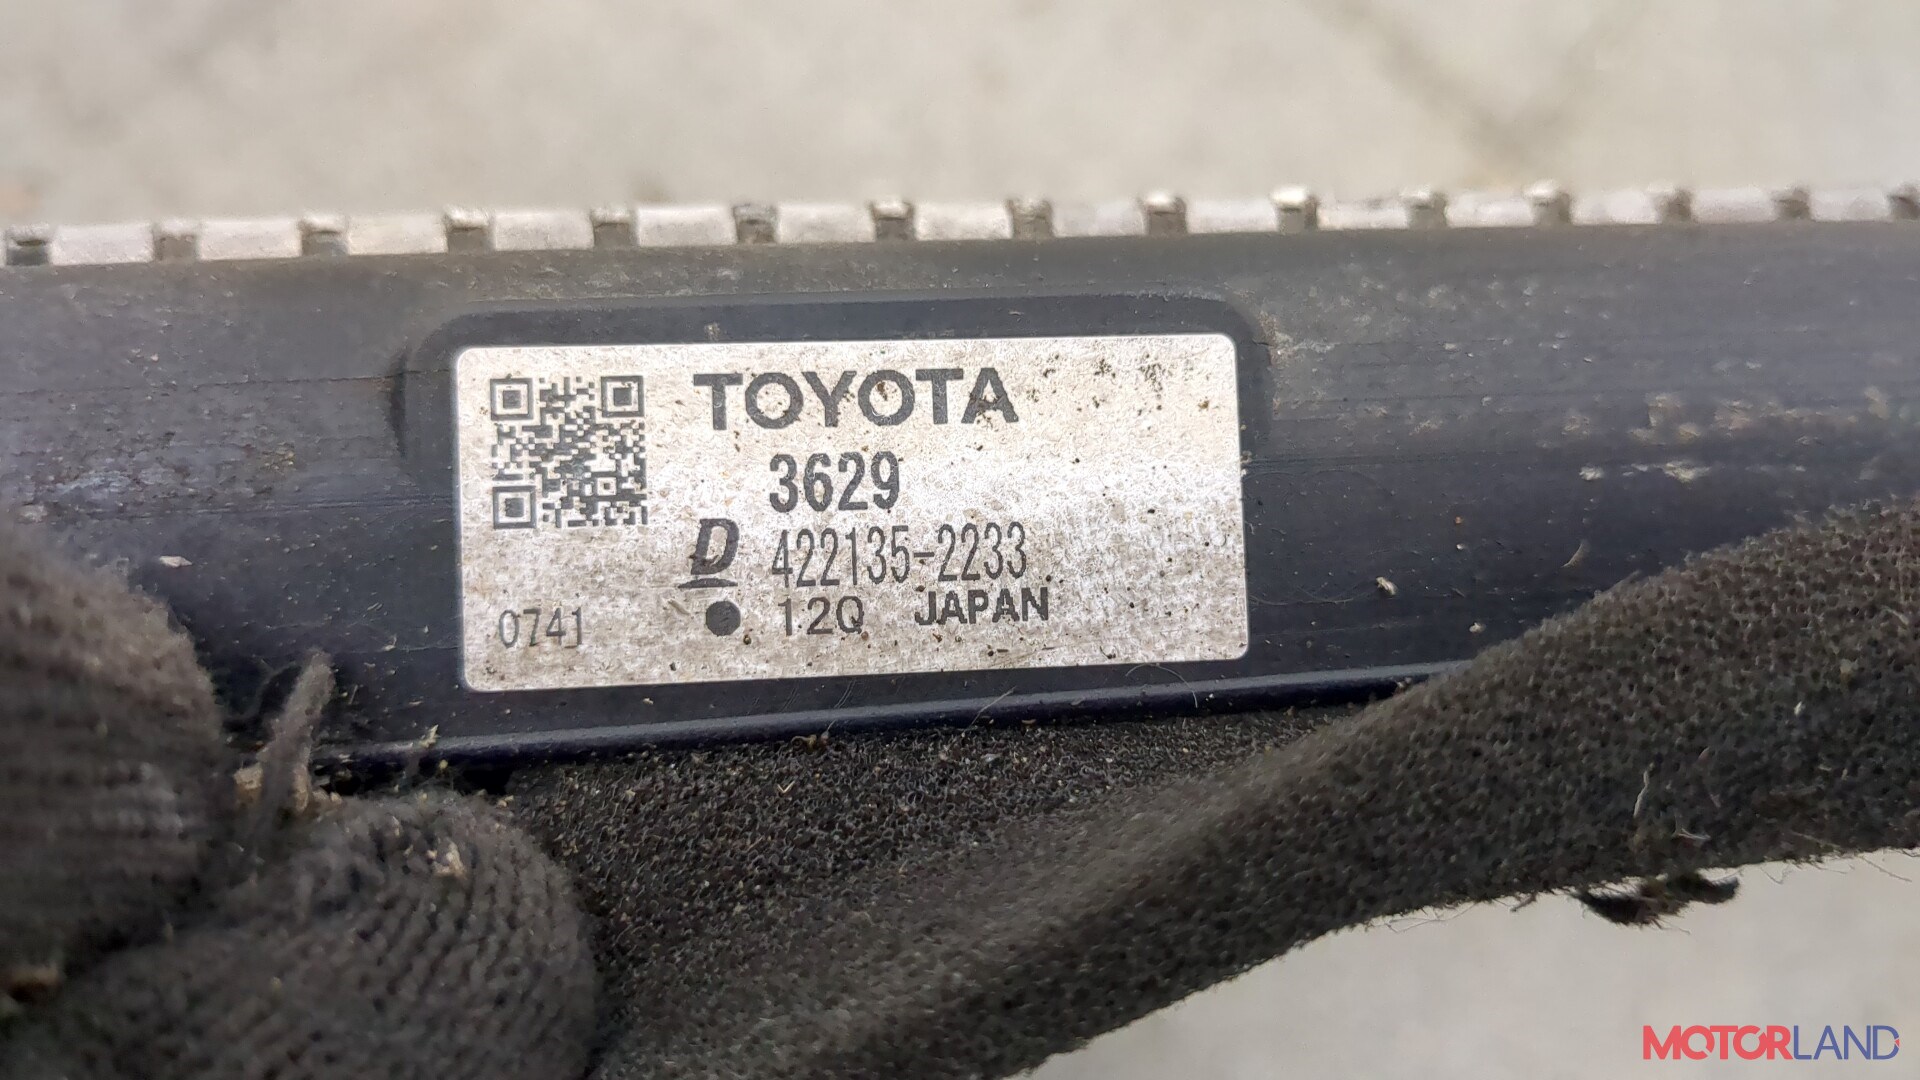 TOYOTA
3629
D 422135-2233
0741 ● 12Q JAPAN
MOTORLAND